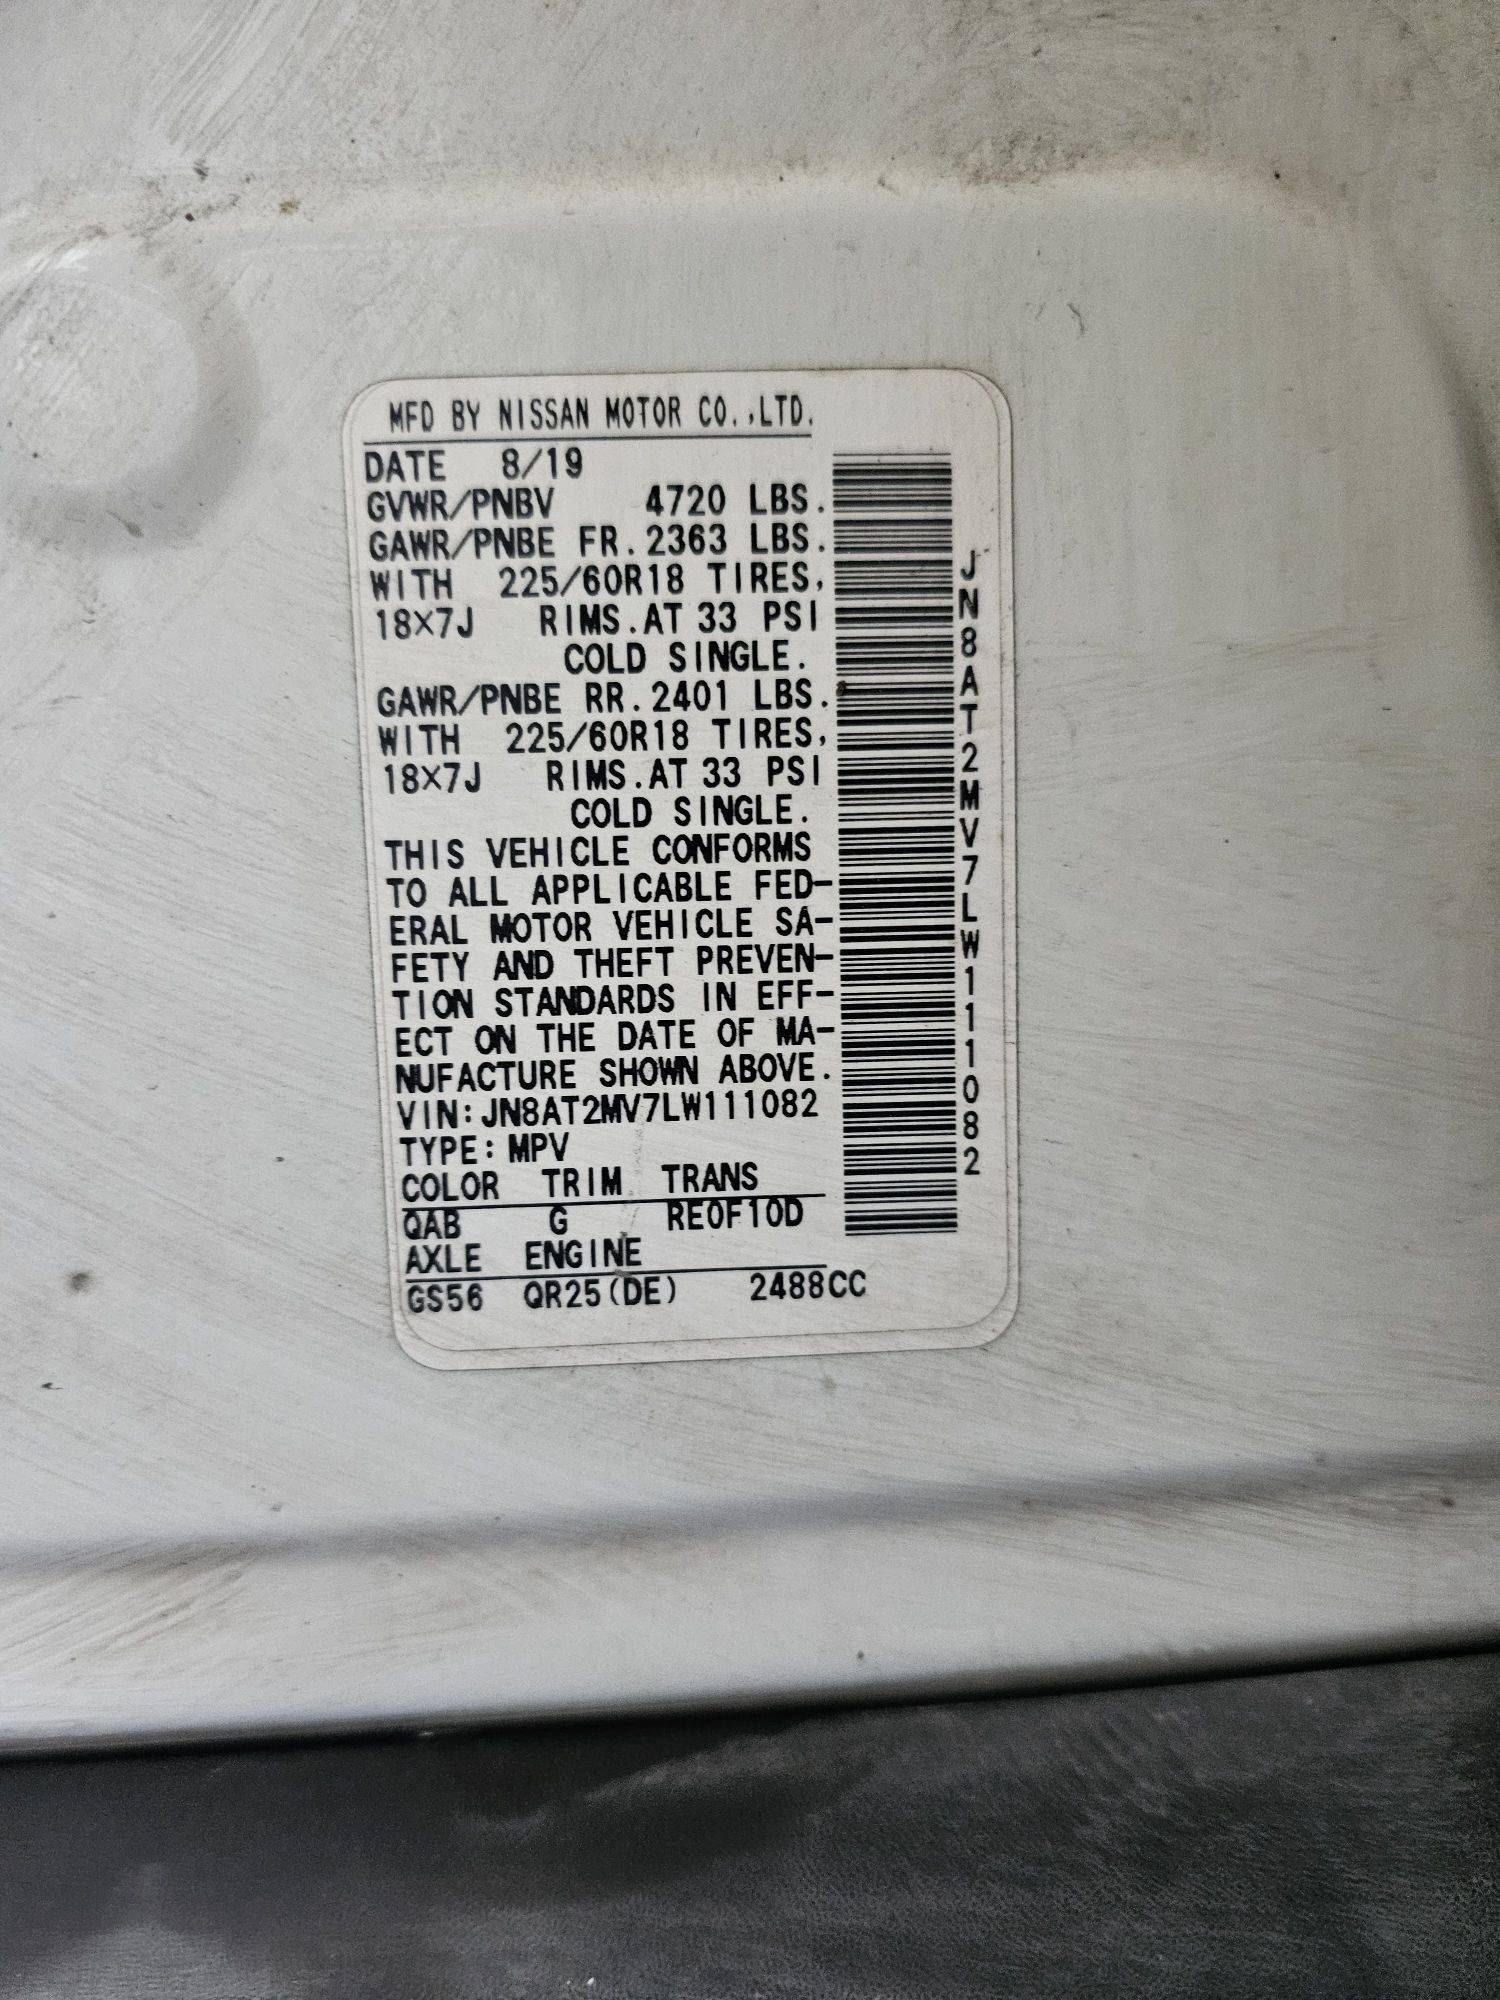 MFD BY NISSAN MOTOR CO.,LTD.
DATE 8/19
GVWR/PNBV 4720 LBS.
GAWR/PNBE FR.2363 LBS.
WITH 225/60R18 TIRES,
18×7J RIMS.AT 33 PSI
COLD SINGLE.
GAWR/PNBE RR.2401 LBS.
WITH 225/60R18 TIRES,
18×7J RIMS.AT 33 PSI
COLD SINGLE.
THIS VEHICLE CONFORMS
TO ALL APPLICABLE FED-
ERAL MOTOR VEHICLE SA-
FETY AND THEFT PREVEN-
TION STANDARDS IN EFF-
ECT ON THE DATE OF MA-
NUFACTURE SHOWN ABOVE.
VIN:JN8AT2MV7LW111082
TYPE:MPV
COLOR TRIM TRANS
QAB G RE0F10D
AXLE ENGINE
GS56 QR25(DE) 2488CC
JN8AT2MV7LW111082